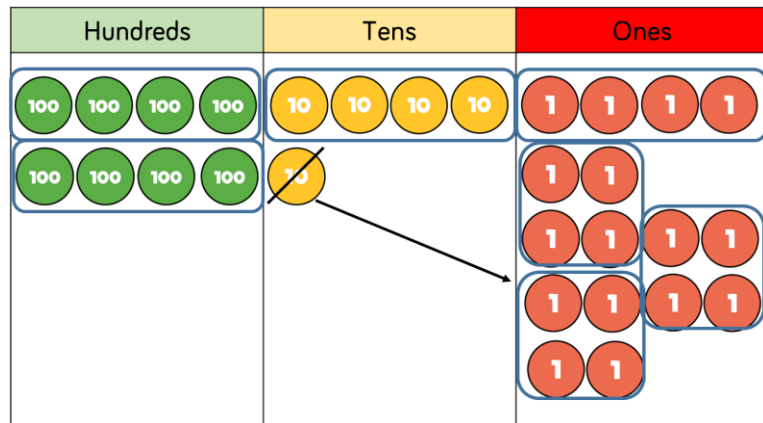 Hundreds Tens Ones
100 100 100 100 10 10 10 10 1 1 1 1
100 100 100 100 10 1 1
1 1 1 1
1 1 1 1
1 1